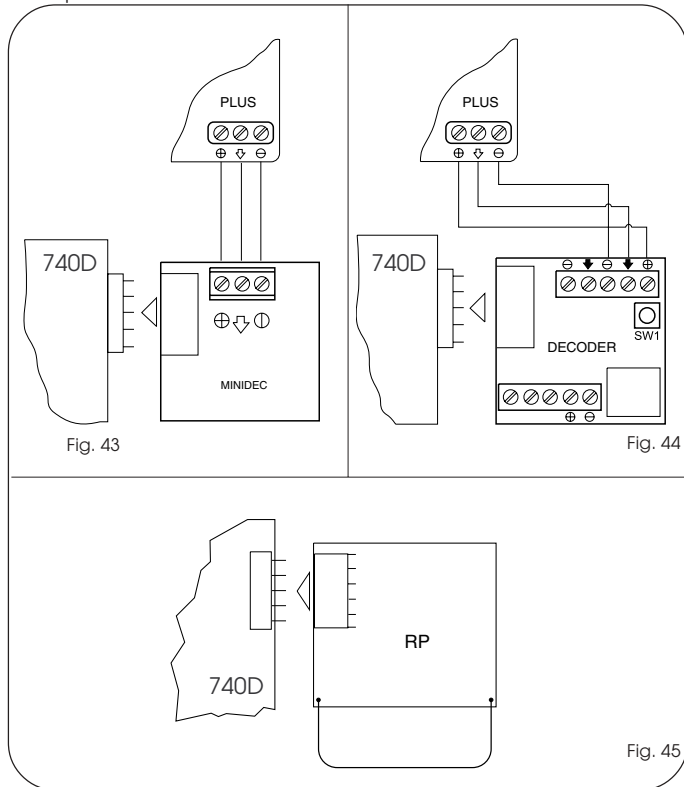 PLUS
740D
MINIDEC
Fig. 43
PLUS
740D
SW1
DECODER
Fig. 44
740D
RP
Fig. 45